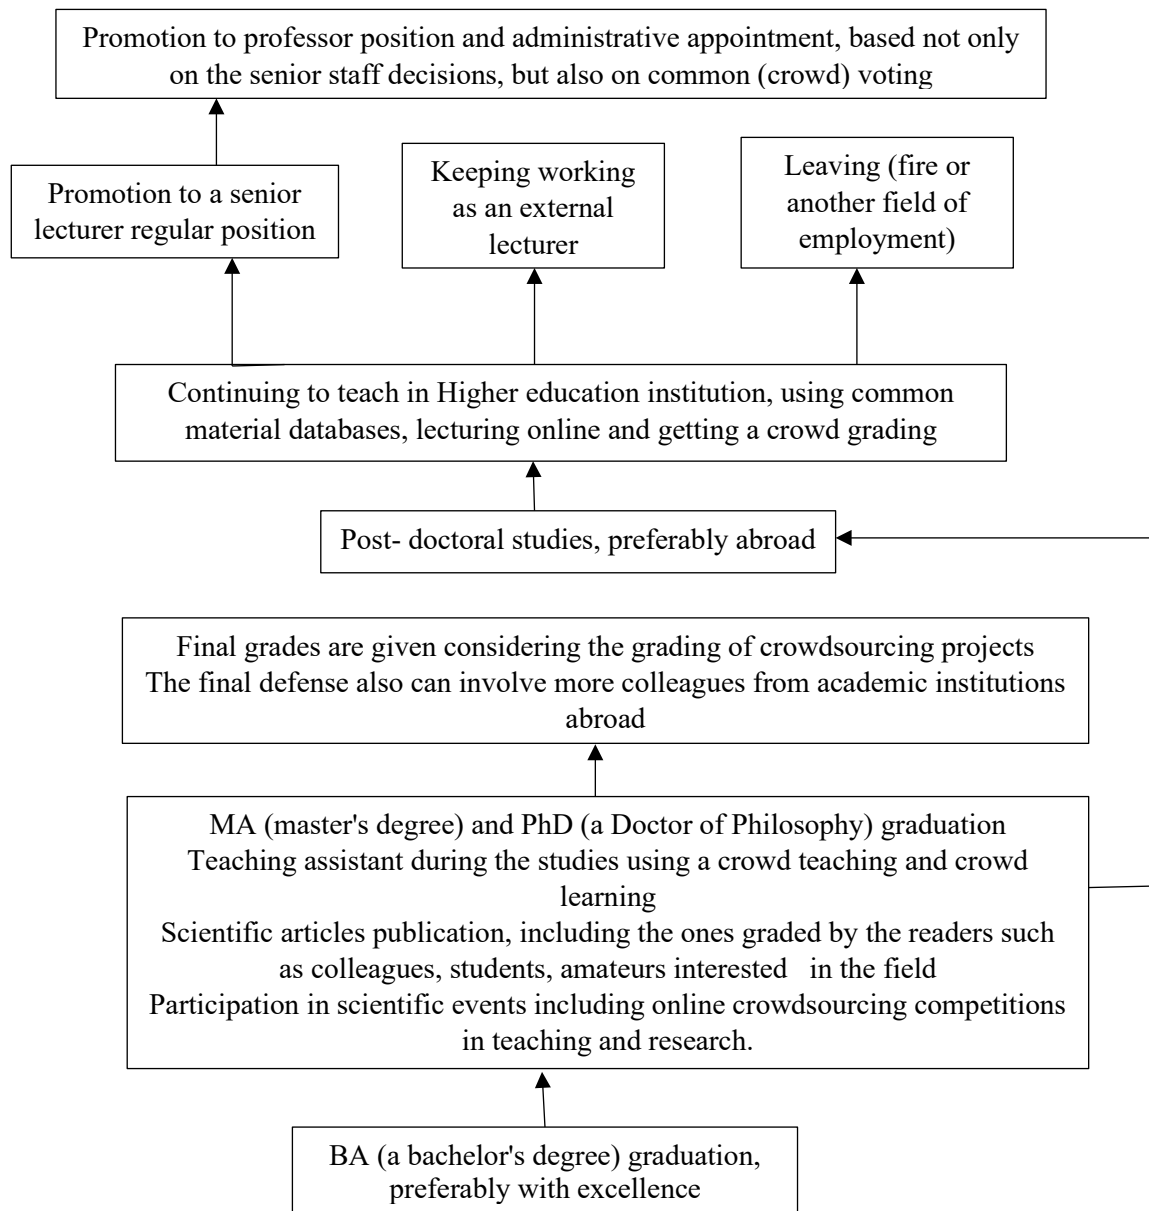 Promotion to professor position and administrative appointment, based not only
on the senior staff decisions, but also on common (crowd) voting
Promotion to a senior
lecturer regular position
Keeping working
as an external
lecturer
Leaving (fire or
another field of
employment)
Continuing to teach in Higher education institution, using common
material databases, lecturing online and getting a crowd grading
Post- doctoral studies, preferably abroad
Final grades are given considering the grading of crowdsourcing projects
The final defense also can involve more colleagues from academic institutions
abroad
MA (master's degree) and PhD (a Doctor of Philosophy) graduation
Teaching assistant during the studies using a crowd teaching and crowd
learning
Scientific articles publication, including the ones graded by the readers such
as colleagues, students, amateurs interested in the field
Participation in scientific events including online crowdsourcing competitions
in teaching and research.
BA (a bachelor's degree) graduation,
preferably with excellence